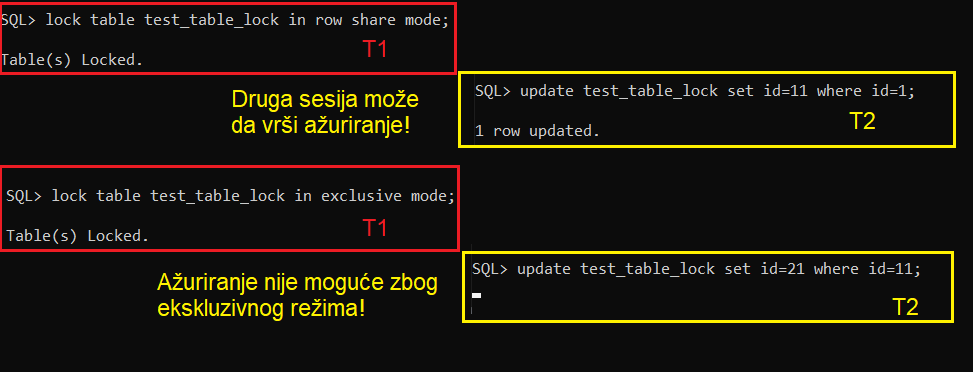 SQL> lock table test_table_lock in row share mode;
T1
Table(s) Locked.
Druga sesija može
da vrši ažuriranje!
SQL> update test_table_lock set id=11 where id=1;
T2
1 row updated.
SQL> lock table test_table_lock in exclusive mode;
T1
Table(s) Locked.
Ažuriranje nije moguće zbog
ekskluzivnog režima!
SQL> update test_table_lock set id=21 where id=11;
T2